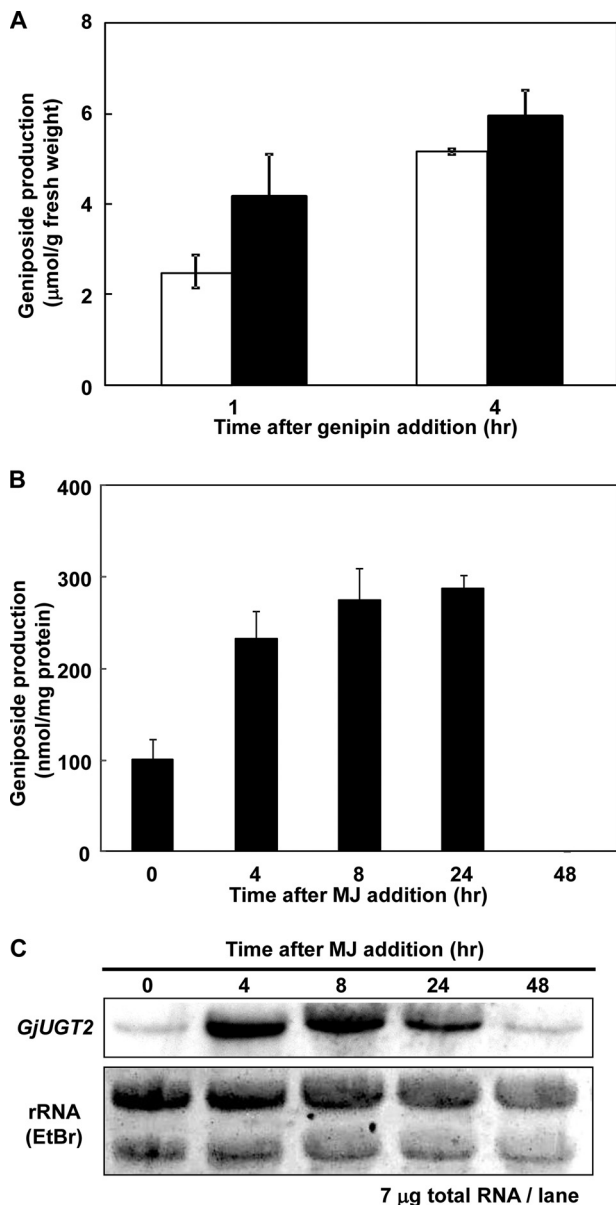 A
Geniposide production
(μmol/g fresh weight)
8
6
4
2
0
1
4
Time after genipin addition (hr)
B
Geniposide production
(nmol/mg protein)
400
300
200
100
0
0 4 8 24 48
Time after MJ addition (hr)
C
Time after MJ addition (hr)
0 4 8 24 48
GjUGT2
rRNA
(EtBr)
7 μg total RNA / lane